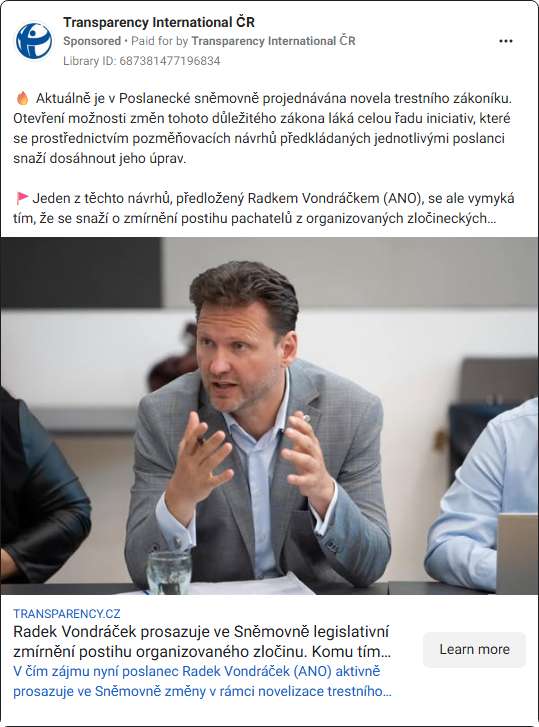 Transparency International ČR
Sponsored • Paid for by Transparency International ČR
Library ID: 687381477196834
🔥 Aktuálně je v Poslanecké sněmovně projednávána novela trestního zákoníku.
Otevření možnosti změn tohoto důležitého zákona láká celou řadu iniciativ, které
se prostřednictvím pozměňovacích návrhů předkládaných jednotlivými poslanci
snaží dosáhnout jeho úprav.
🚩 Jeden z těchto návrhů, předložený Radkem Vondráčkem (ANO), se ale vymyká
tím, že se snaží o zmírnění postihu pachatelů z organizovaných zločineckých...
TRANSPARENCY.CZ
Radek Vondráček prosazuje ve Sněmovně legislativní
zmírnění postihu organizovaného zločinu. Komu tím...
V čím zájmu nyní poslanec Radek Vondráček (ANO) aktivně
prosazuje ve Sněmovně změny v rámci novelizace trestního...
Learn more